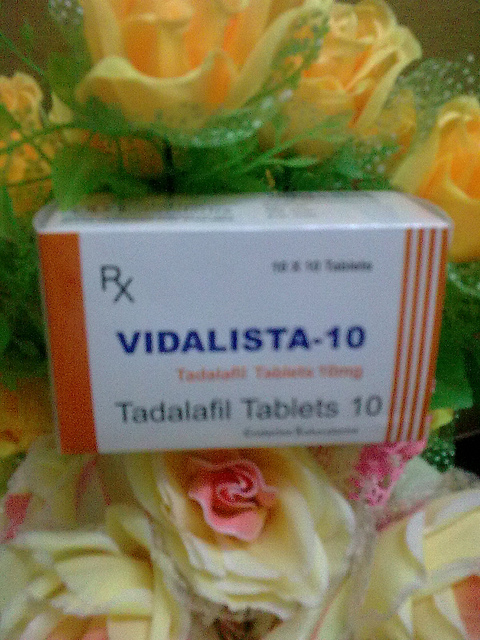 Rx
10 X 10 Tablets
VIDALISTA-10
Tadalafil Tablets 10mg
Tadalafil Tablets 10